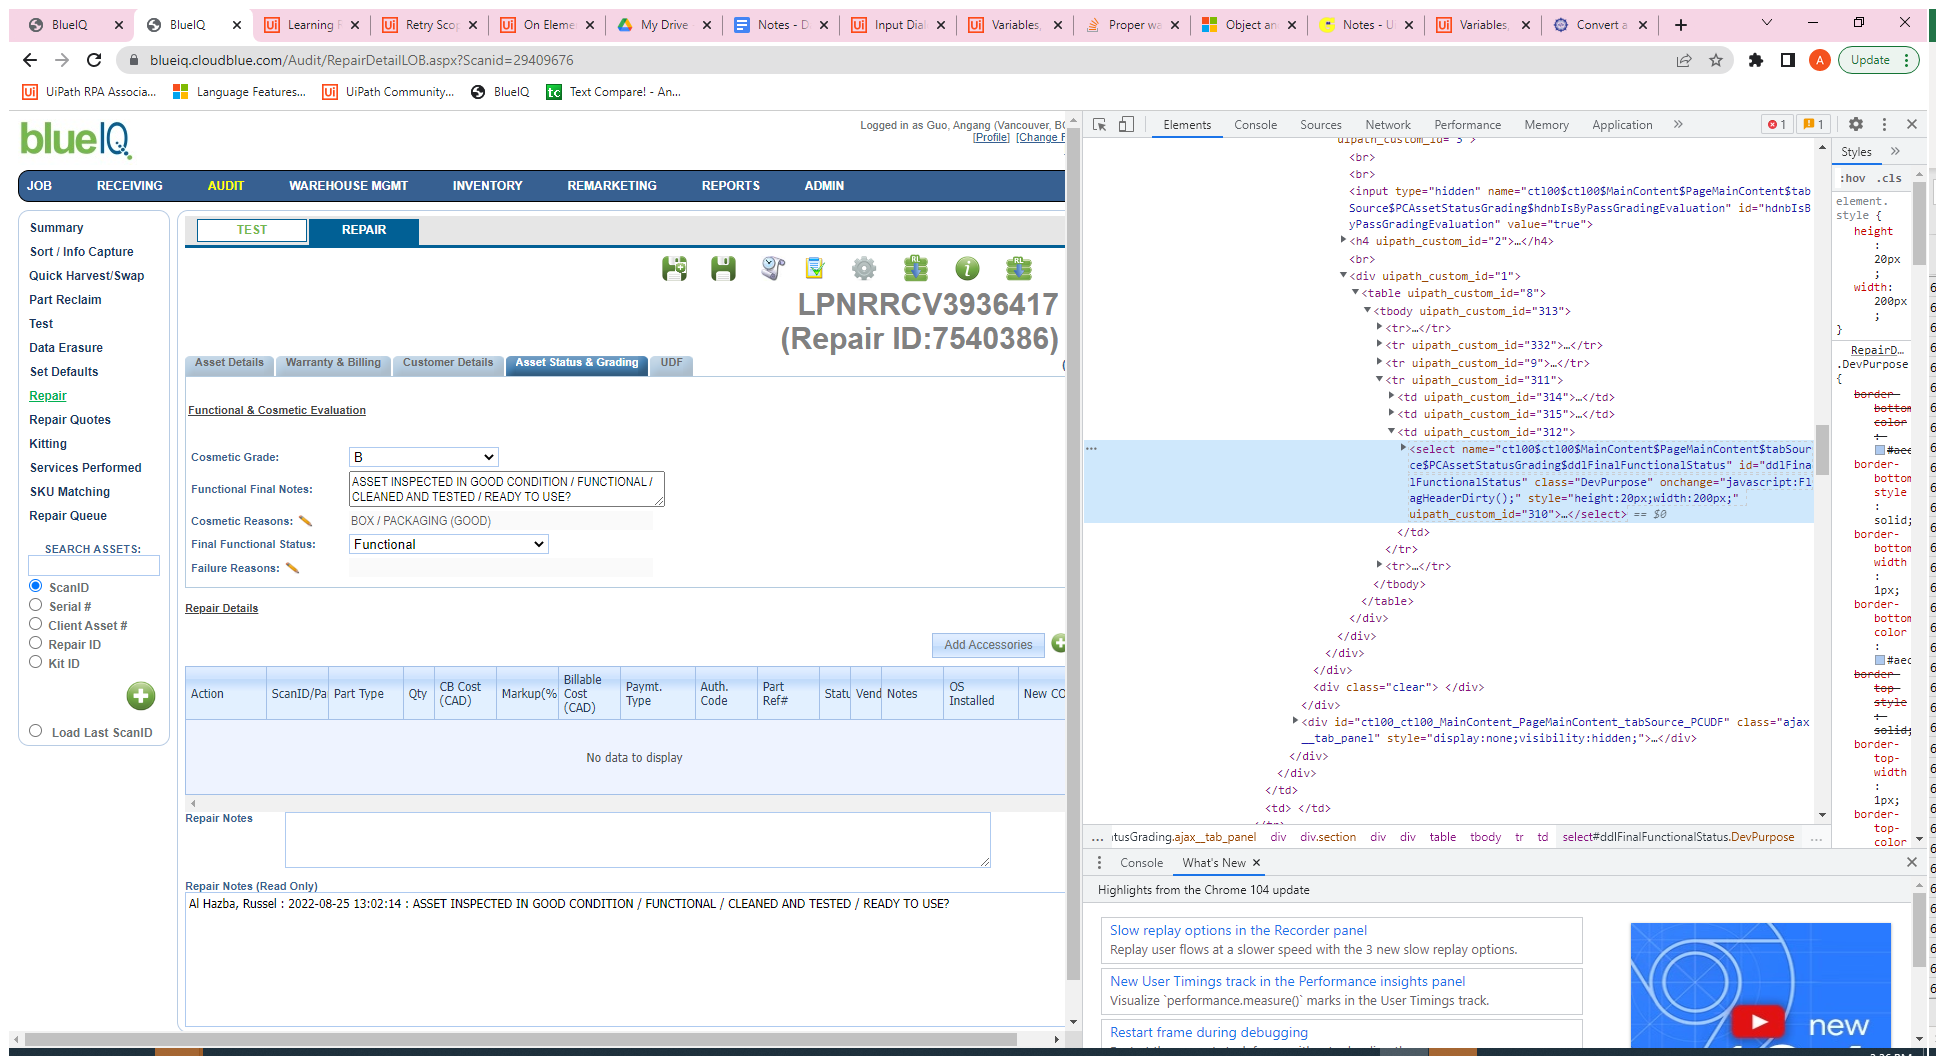 BlueIQ
BlueIQ
Learning
Retry Sco
On Eleme
My Drive
Notes - D
Input Dia
Variables,
Proper wa
Object an
Notes - U
Variables,
Convert a
blueiq.cloudblue.com/Audit/RepairDetailLOB.aspx?Scanid=29409676
A
Update
UiPath RPA Associa...
Language Features...
UiPath Community...
BlueIQ
Text Compare! - An...
blueIQ
Logged in as Guo, Angang (Vancouver, BC
[Profile] [Change
JOB RECEIVING AUDIT WAREHOUSE MGMT INVENTORY REMARKETING REPORTS ADMIN
Summary
Sort / Info Capture
Quick Harvest/Swap
Part Reclaim
Test
Data Erasure
Set Defaults
Repair
Repair Quotes
Kitting
Services Performed
SKU Matching
Repair Queue
SEARCH ASSETS:
ScanID
Serial #
Client Asset #
Repair ID
Kit ID
Load Last ScanID
TEST REPAIR
LPNRRCV3936417
(Repair ID:7540386)
Asset Details
Warranty & Billing
Customer Details
Asset Status & Grading
UDF
Functional & Cosmetic Evaluation
Cosmetic Grade: B
Functional Final Notes:
ASSET INSPECTED IN GOOD CONDITION / FUNCTIONAL /
CLEANED AND TESTED / READY TO USE?
Cosmetic Reasons: BOX / PACKAGING (GOOD)
Final Functional Status: Functional
Failure Reasons:
Repair Details
Add Accessories
Action
ScanID/Pa
Part Type
Qty
CB Cost
(CAD)
Markup(%
Billable
Cost
(CAD)
Paymt.
Type
Auth.
Code
Part
Ref#
Statu
Vend
Notes
OS
Installed
New CO
No data to display
Repair Notes
Repair Notes (Read Only)
Al Hazba, Russel : 2022-08-25 13:02:14 : ASSET INSPECTED IN GOOD CONDITION / FUNCTIONAL / CLEANED AND TESTED / READY TO USE?
Elements Console Sources Network Performance Memory Application » 1 1
uipath_custom_id="3">
<br>
<br>
<input type="hidden" name="ctl00$ctl00$MainContent$PageMainContent$tab
Source$PCAssetStatusGrading$hdnbIsByPassGradingEvaluation" id="hdnbIsB
yPassGradingEvaluation" value="true">
<h4 uipath_custom_id="2">…</h4>
<br>
<div uipath_custom_id="1">
<table uipath_custom_id="8">
<tbody uipath_custom_id="313">
<tr>…</tr>
<tr uipath_custom_id="332">…</tr>
<tr uipath_custom_id="9">…</tr>
<tr uipath_custom_id="311">
<td uipath_custom_id="314">…</td>
<td uipath_custom_id="315">…</td>
<td uipath_custom_id="312">
<select name="ctl00$ctl00$MainContent$PageMainContent$tabSour
ce$PCAssetStatusGrading$ddlFinalFunctionalStatus" id="ddlFina
lFunctionalStatus" class="DevPurpose" onchange="javascript:Fl
agHeaderDirty();" style="height:20px;width:200px;"
uipath_custom_id="310">…</select> == $0
</td>
</tr>
<tr>…</tr>
</tbody>
</table>
</div>
</div>
</div>
</div>
<div class="clear"> </div>
</div>
<div id="ctl00_ctl00_MainContent_PageMainContent_tabSource_PCUDF" class="ajax
__tab_panel" style="display:none;visibility:hidden;">…</div>
</div>
</div>
</td>
<td> </td>
... atusGrading.ajax__tab_panel div div.section div div table tbody tr td select#ddlFinalFunctionalStatus.DevPurpose ...
Styles »
:hov .cls
element.
style {
height
:
20px
;
width:
200px
;
}
RepairD…
.DevPurpose
{
border-
bottom
color
:
#aec
border-
bottom
style
:
solid;
border-
bottom
width
:
1px;
border-
bottom
color
:
#aec
border-
top-
style
:
solid;
border-
top-
width
:
1px;
border-
top-
color
Console What's New
Highlights from the Chrome 104 update
Slow replay options in the Recorder panel
Replay user flows at a slower speed with the 3 new slow replay options.
New User Timings track in the Performance insights panel
Visualize `performance.measure()` marks in the User Timings track.
Restart frame during debugging
new